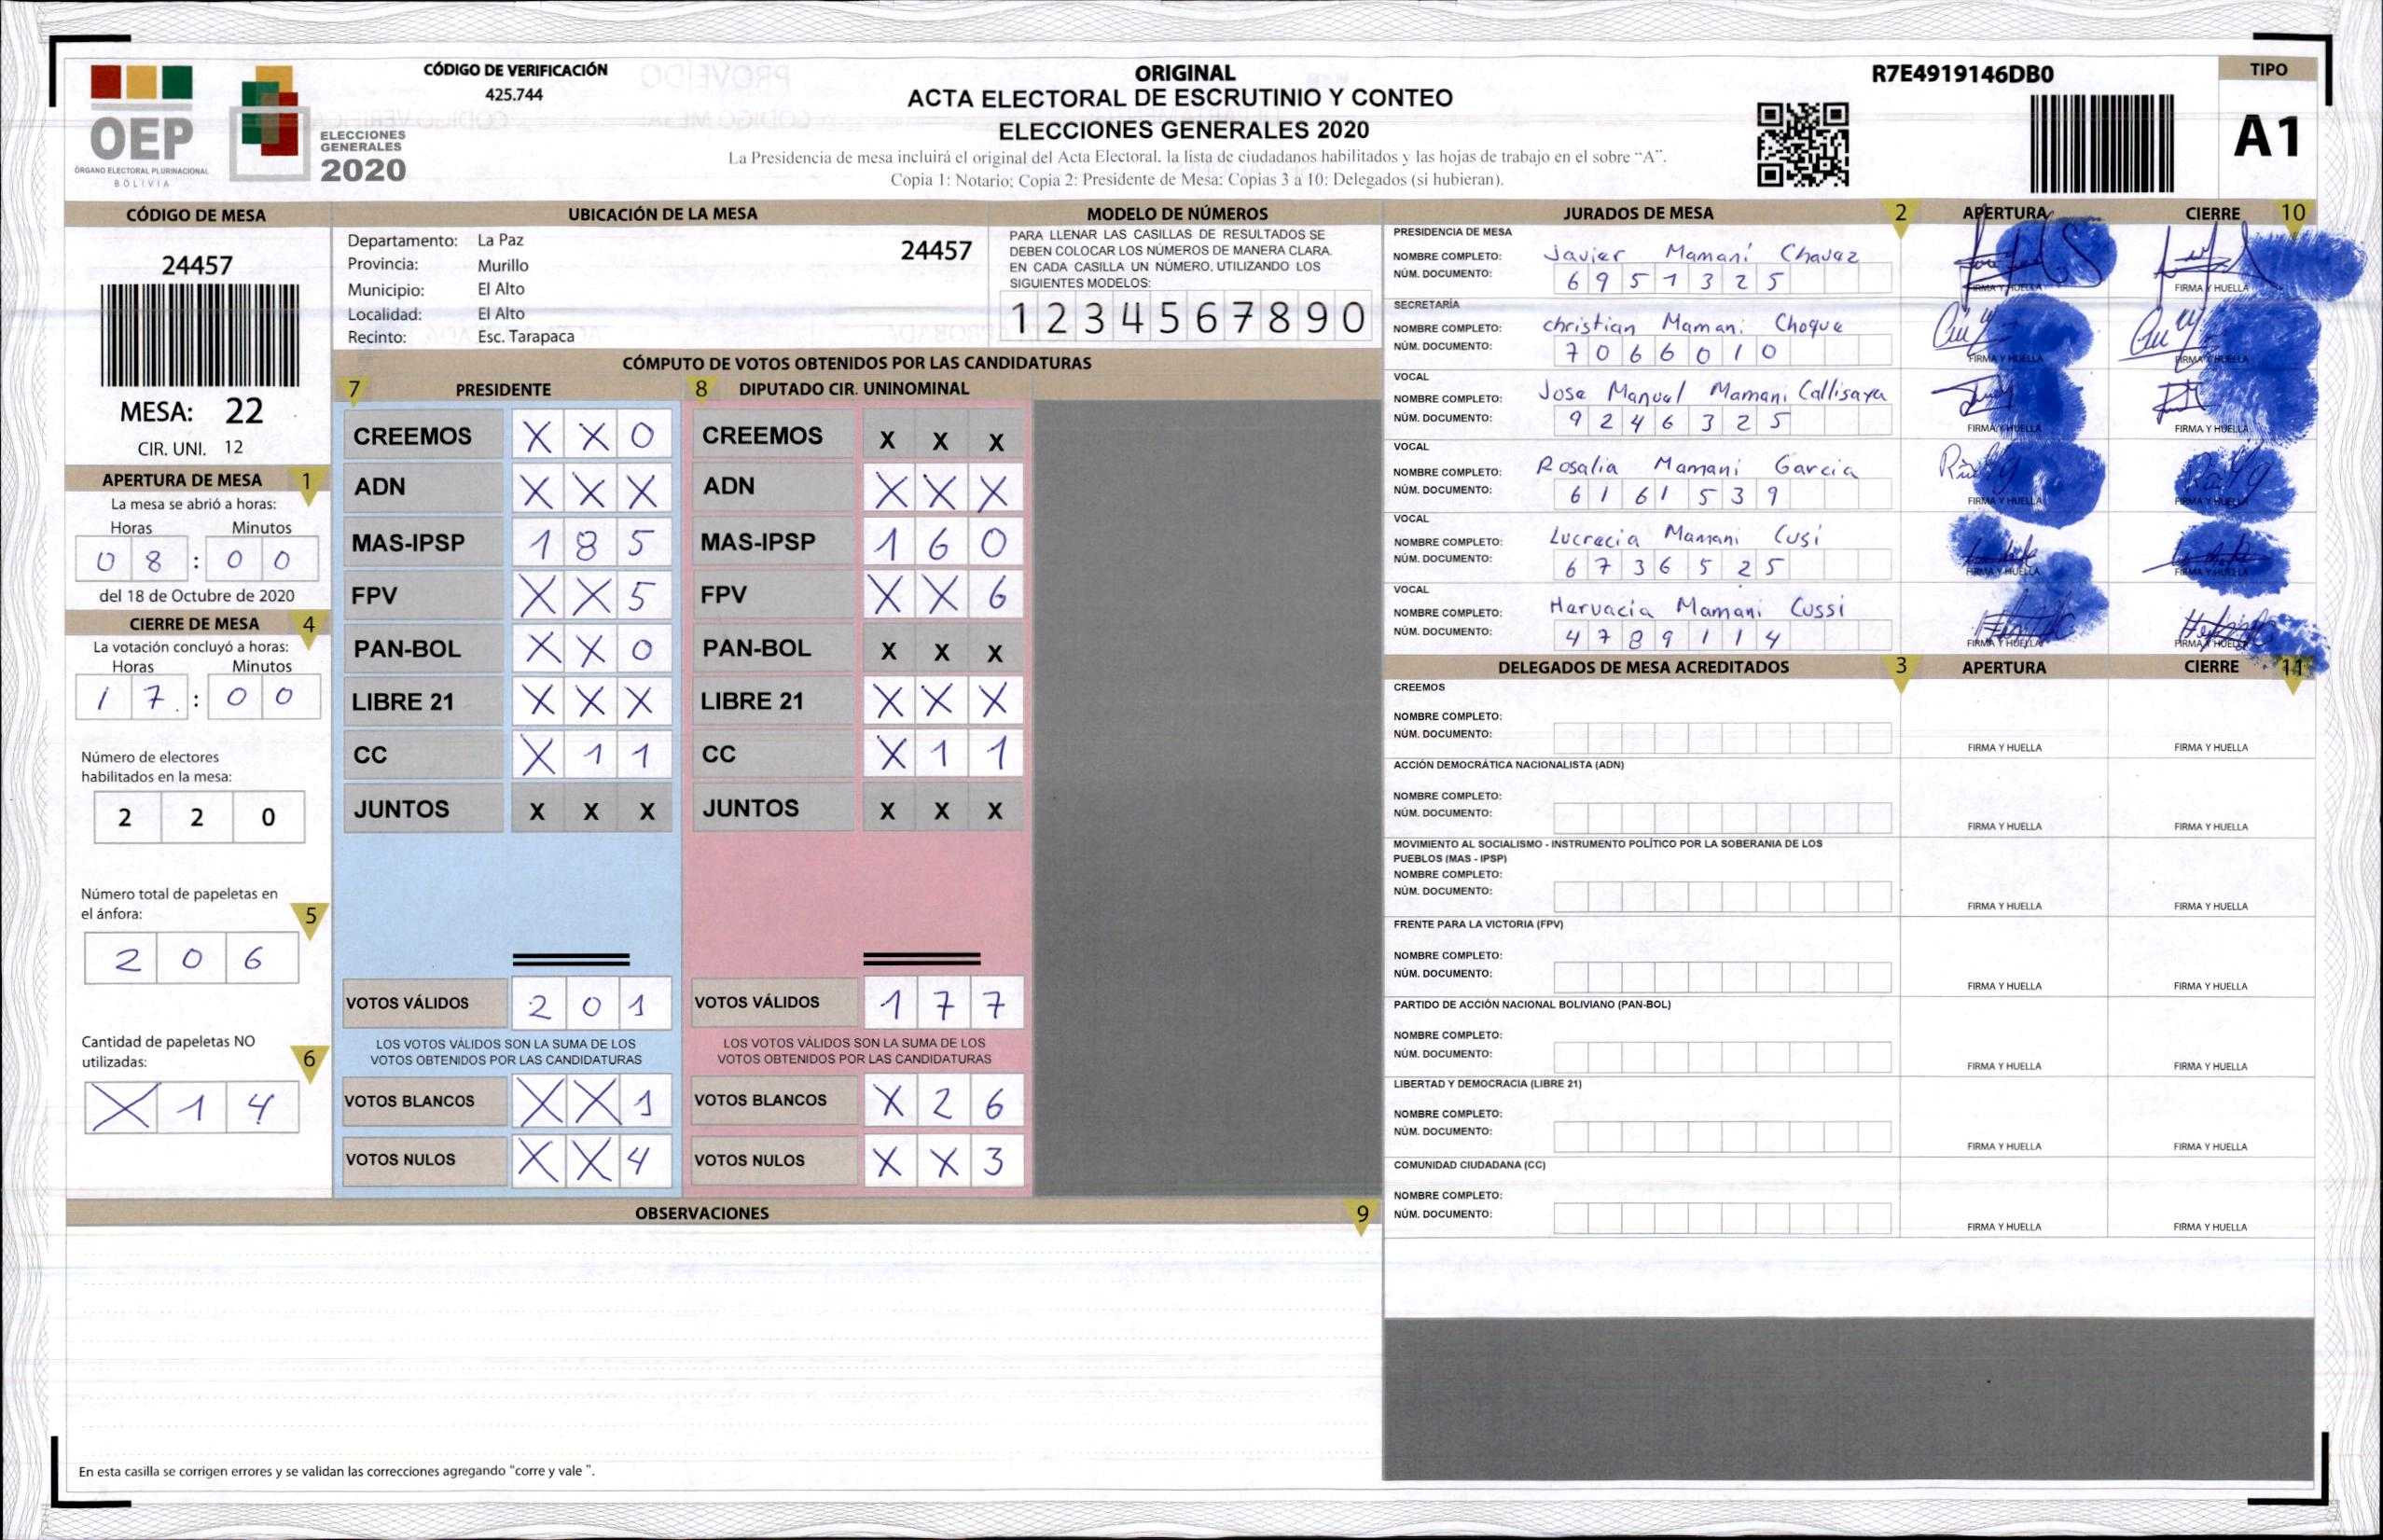 OEP
ÓRGANO ELECTORAL PLURINACIONAL
BOLIVIA
ELECCIONES
GENERALES
2020
CÓDIGO DE VERIFICACIÓN
425.744
ORIGINAL
ACTA ELECTORAL DE ESCRUTINIO Y CONTEO
ELECCIONES GENERALES 2020
La Presidencia de mesa incluirá el original del Acta Electoral, la lista de ciudadanos habilitados y las hojas de trabajo en el sobre "A".
Copia 1: Notario; Copia 2: Presidente de Mesa; Copias 3 a 10: Delegados (si hubieran).
R7E4919146DB0
TIPO
A1
CÓDIGO DE MESA
24457
MESA: 22
CIR. UNI. 12
APERTURA DE MESA 1
La mesa se abrió a horas:
Horas Minutos
0 8 : 0 0
del 18 de Octubre de 2020
CIERRE DE MESA 4
La votación concluyó a horas:
Horas Minutos
1 7 : 0 0
Número de electores
habilitados en la mesa:
2 2 0
Número total de papeletas en
el ánfora: 5
2 0 6
Cantidad de papeletas NO
utilizadas: 6
X 1 4
UBICACIÓN DE LA MESA
Departamento: La Paz 24457
Provincia: Murillo
Municipio: El Alto
Localidad: El Alto
Recinto: Esc. Tarapaca
MODELO DE NÚMEROS
PARA LLENAR LAS CASILLAS DE RESULTADOS SE
DEBEN COLOCAR LOS NÚMEROS DE MANERA CLARA.
EN CADA CASILLA UN NÚMERO, UTILIZANDO LOS
SIGUIENTES MODELOS:
1 2 3 4 5 6 7 8 9 0
CÓMPUTO DE VOTOS OBTENIDOS POR LAS CANDIDATURAS
7 PRESIDENTE
CREEMOS X X 0
ADN X X X
MAS-IPSP 1 8 5
FPV X X 5
PAN-BOL X X 0
LIBRE 21 X X X
CC X 1 1
JUNTOS X X X
VOTOS VÁLIDOS 2 0 1
LOS VOTOS VÁLIDOS SON LA SUMA DE LOS
VOTOS OBTENIDOS POR LAS CANDIDATURAS
VOTOS BLANCOS X X 1
VOTOS NULOS X X 4
8 DIPUTADO CIR. UNINOMINAL
CREEMOS X X X
ADN X X X
MAS-IPSP 1 6 0
FPV X X 6
PAN-BOL X X X
LIBRE 21 X X X
CC X 1 1
JUNTOS X X X
VOTOS VÁLIDOS 1 7 7
LOS VOTOS VÁLIDOS SON LA SUMA DE LOS
VOTOS OBTENIDOS POR LAS CANDIDATURAS
VOTOS BLANCOS X 2 6
VOTOS NULOS X X 3
OBSERVACIONES 9
En esta casilla se corrigen errores y se validan las correcciones agregando "corre y vale ".
JURADOS DE MESA 2 APERTURA CIERRE 10
PRESIDENCIA DE MESA
NOMBRE COMPLETO: Javier Mamani Chavez
NÚM. DOCUMENTO: 6 9 5 1 3 2 5
FIRMA Y HUELLA FIRMA Y HUELLA
SECRETARÍA
NOMBRE COMPLETO: christian Mamani Choque
NÚM. DOCUMENTO: 7 0 6 6 0 1 0
FIRMA Y HUELLA FIRMA Y HUELLA
VOCAL
NOMBRE COMPLETO: Jose Manuel Mamani Callisaya
NÚM. DOCUMENTO: 9 2 4 6 3 2 5
FIRMA Y HUELLA FIRMA Y HUELLA
VOCAL
NOMBRE COMPLETO: Rosalia Mamani Garcia
NÚM. DOCUMENTO: 6 1 6 1 5 3 9
FIRMA Y HUELLA FIRMA Y HUELLA
VOCAL
NOMBRE COMPLETO: Lucrecia Mamani Cusi
NÚM. DOCUMENTO: 6 7 3 6 5 2 5
FIRMA Y HUELLA FIRMA Y HUELLA
VOCAL
NOMBRE COMPLETO: Harvacia Mamani Cussi
NÚM. DOCUMENTO: 4 7 8 9 1 1 4
FIRMA Y HUELLA FIRMA Y HUELLA
DELEGADOS DE MESA ACREDITADOS 3 APERTURA CIERRE 11
CREEMOS
NOMBRE COMPLETO:
NÚM. DOCUMENTO:
FIRMA Y HUELLA FIRMA Y HUELLA
ACCIÓN DEMOCRÁTICA NACIONALISTA (ADN)
NOMBRE COMPLETO:
NÚM. DOCUMENTO:
FIRMA Y HUELLA FIRMA Y HUELLA
MOVIMIENTO AL SOCIALISMO - INSTRUMENTO POLÍTICO POR LA SOBERANIA DE LOS
PUEBLOS (MAS - IPSP)
NOMBRE COMPLETO:
NÚM. DOCUMENTO:
FIRMA Y HUELLA FIRMA Y HUELLA
FRENTE PARA LA VICTORIA (FPV)
NOMBRE COMPLETO:
NÚM. DOCUMENTO:
FIRMA Y HUELLA FIRMA Y HUELLA
PARTIDO DE ACCIÓN NACIONAL BOLIVIANO (PAN-BOL)
NOMBRE COMPLETO:
NÚM. DOCUMENTO:
FIRMA Y HUELLA FIRMA Y HUELLA
LIBERTAD Y DEMOCRACIA (LIBRE 21)
NOMBRE COMPLETO:
NÚM. DOCUMENTO:
FIRMA Y HUELLA FIRMA Y HUELLA
COMUNIDAD CIUDADANA (CC)
NOMBRE COMPLETO:
NÚM. DOCUMENTO:
FIRMA Y HUELLA FIRMA Y HUELLA